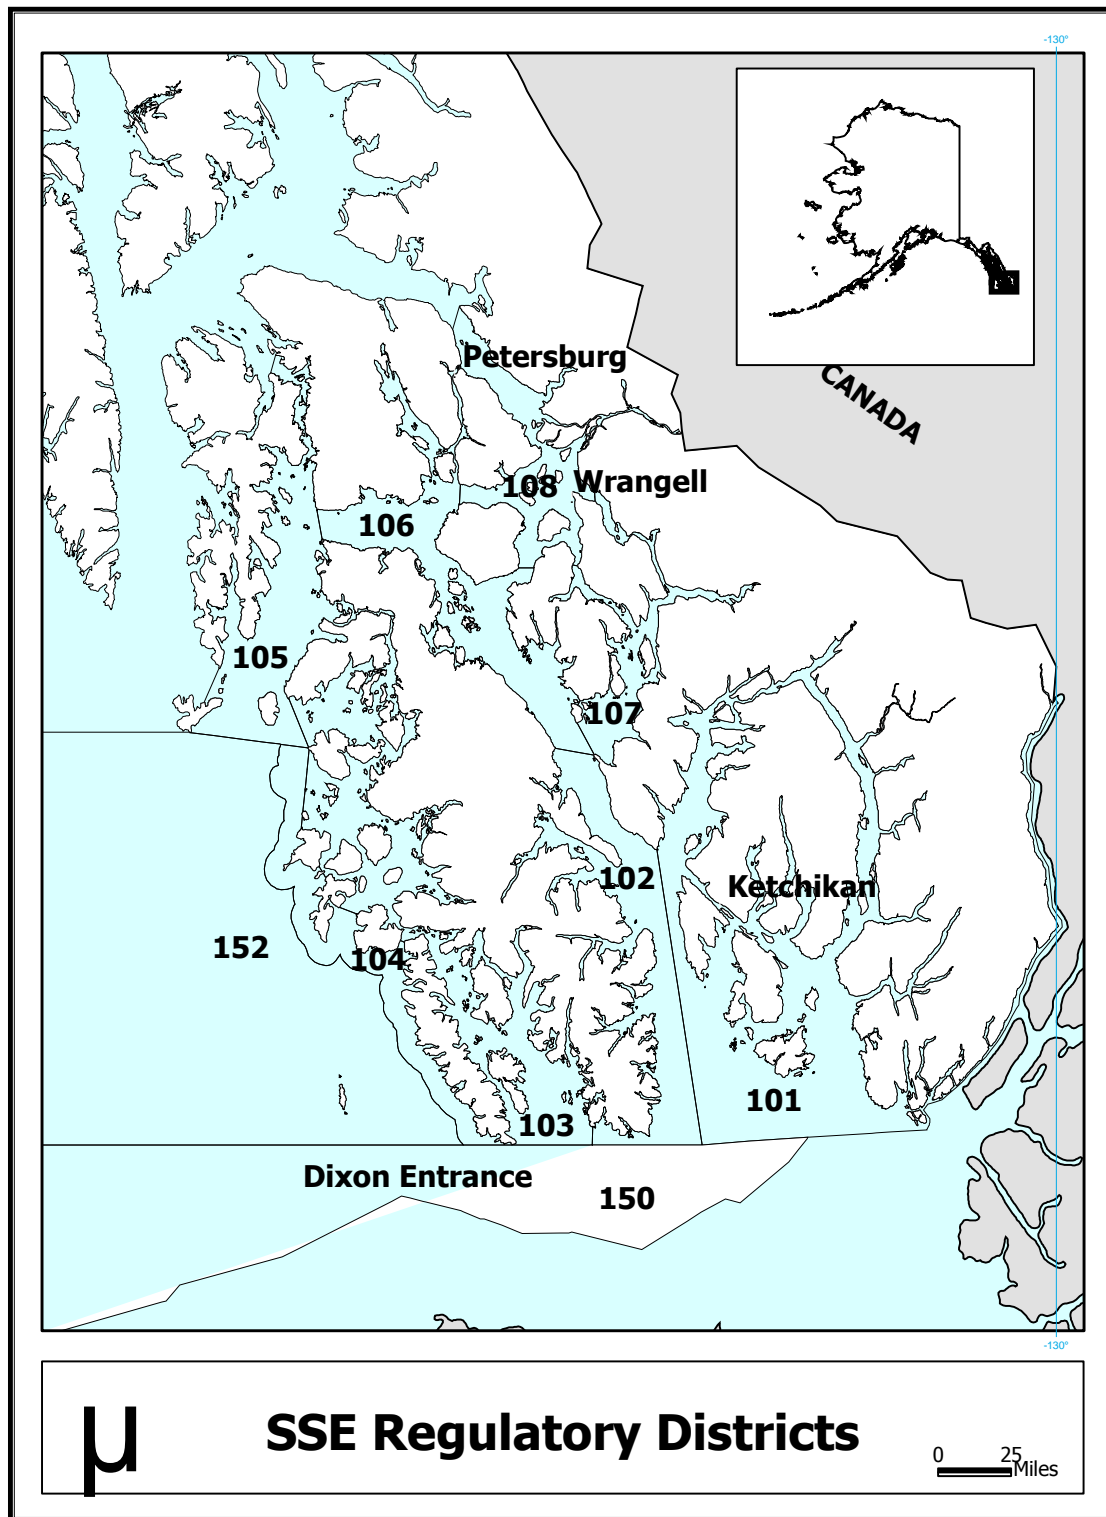 -130°
CANADA
Petersburg
Wrangell
108
106
105
107
102
Ketchikan
152
104
101
103
Dixon Entrance
150
-130°
µ
SSE Regulatory Districts
0 25
Miles